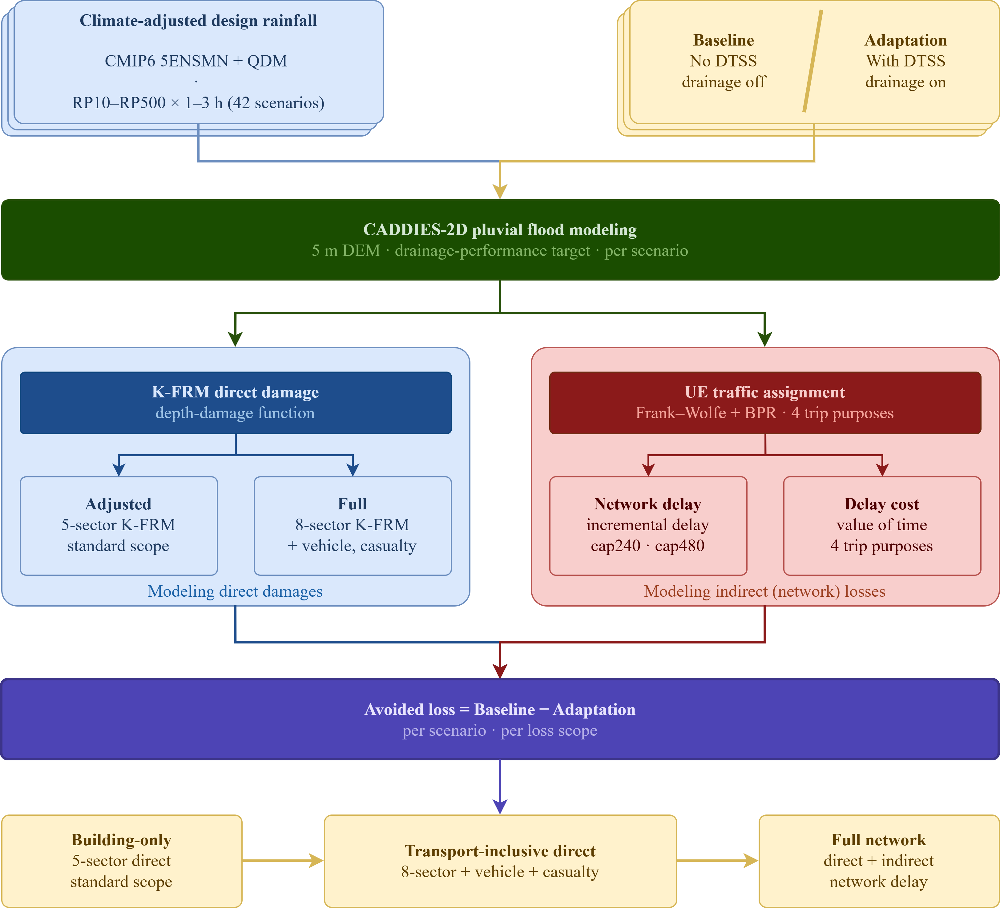 Climate-adjusted design rainfall
CMIP6 5ENSMN + QDM
·
RP10–RP500 × 1–3 h (42 scenarios)
Baseline
No DTSS
drainage off
Adaptation
With DTSS
drainage on
CADDIES-2D pluvial flood modeling
5 m DEM · drainage-performance target · per scenario
K-FRM direct damage
depth-damage function
Adjusted
5-sector K-FRM
standard scope
Full
8-sector K-FRM
+ vehicle, casualty
Modeling direct damages
UE traffic assignment
Frank–Wolfe + BPR · 4 trip purposes
Network delay
incremental delay
cap240 · cap480
Delay cost
value of time
4 trip purposes
Modeling indirect (network) losses
Avoided loss = Baseline − Adaptation
per scenario · per loss scope
Building-only
5-sector direct
standard scope
Transport-inclusive direct
8-sector + vehicle + casualty
Full network
direct + indirect
network delay